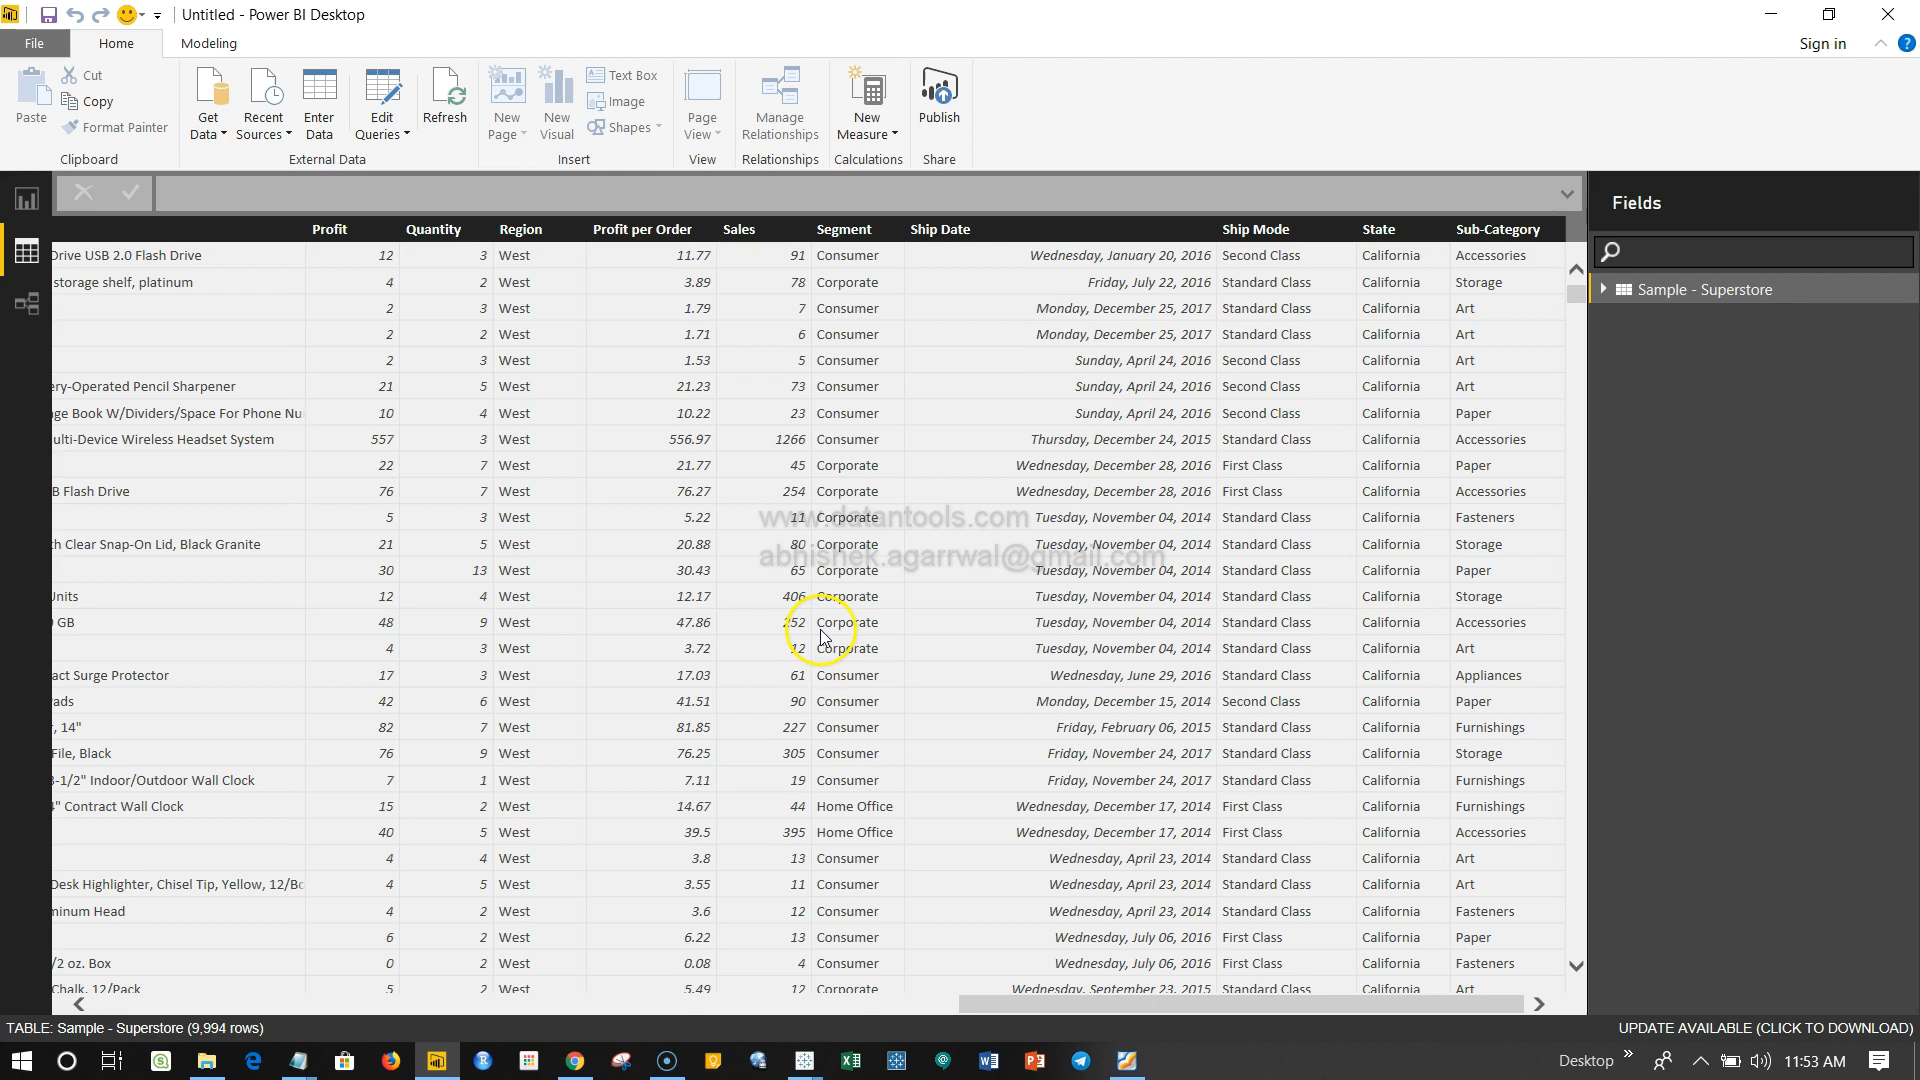 Untitled - Power BI Desktop
File Home Modeling Sign in
Paste Cut Copy Format Painter Clipboard
Get Data Recent Sources Enter Data Edit Queries Refresh External Data
New Page New Visual Text Box Image Shapes Insert
Page View View
Manage Relationships Relationships
New Measure Calculations
Publish Share
Fields
Sample - Superstore
Profit Quantity Region Profit per Order Sales Segment Ship Date Ship Mode State Sub-Category
Drive USB 2.0 Flash Drive 12 3 West 11.77 91 Consumer Wednesday, January 20, 2016 Second Class California Accessories
storage shelf, platinum 4 2 West 3.89 78 Corporate Friday, July 22, 2016 Standard Class California Storage
2 3 West 1.79 7 Consumer Monday, December 25, 2017 Standard Class California Art
2 2 West 1.71 6 Consumer Monday, December 25, 2017 Standard Class California Art
2 3 West 1.53 5 Consumer Sunday, April 24, 2016 Second Class California Art
ery-Operated Pencil Sharpener 21 5 West 21.23 73 Consumer Sunday, April 24, 2016 Second Class California Art
ge Book W/Dividers/Space For Phone Nu 10 4 West 10.22 23 Consumer Sunday, April 24, 2016 Second Class California Paper
ulti-Device Wireless Headset System 557 3 West 556.97 1266 Consumer Thursday, December 24, 2015 Standard Class California Accessories
22 7 West 21.77 45 Corporate Wednesday, December 28, 2016 First Class California Paper
B Flash Drive 76 7 West 76.27 254 Corporate Wednesday, December 28, 2016 First Class California Accessories
5 3 West 5.22 11 Corporate Tuesday, November 04, 2014 Standard Class California Fasteners
www.datantools.com
h Clear Snap-On Lid, Black Granite 21 5 West 20.88 80 Corporate Tuesday, November 04, 2014 Standard Class California Storage
abhishek.agarrwal@gmail.com
30 13 West 30.43 65 Corporate Tuesday, November 04, 2014 Standard Class California Paper
Units 12 4 West 12.17 406 Corporate Tuesday, November 04, 2014 Standard Class California Storage
GB 48 9 West 47.86 252 Corporate Tuesday, November 04, 2014 Standard Class California Accessories
4 3 West 3.72 12 Corporate Tuesday, November 04, 2014 Standard Class California Art
act Surge Protector 17 3 West 17.03 61 Consumer Wednesday, June 29, 2016 Standard Class California Appliances
ads 42 6 West 41.51 90 Consumer Monday, December 15, 2014 Second Class California Paper
, 14" 82 7 West 81.85 227 Consumer Friday, February 06, 2015 Standard Class California Furnishings
File, Black 76 9 West 76.25 305 Consumer Friday, November 24, 2017 Standard Class California Storage
-1/2" Indoor/Outdoor Wall Clock 7 1 West 7.11 19 Consumer Friday, November 24, 2017 Standard Class California Furnishings
4" Contract Wall Clock 15 2 West 14.67 44 Home Office Wednesday, December 17, 2014 First Class California Furnishings
40 5 West 39.5 395 Home Office Wednesday, December 17, 2014 First Class California Accessories
4 4 West 3.8 13 Consumer Wednesday, April 23, 2014 Standard Class California Art
Desk Highlighter, Chisel Tip, Yellow, 12/Bo 4 5 West 3.55 11 Consumer Wednesday, April 23, 2014 Standard Class California Art
minum Head 4 2 West 3.6 12 Consumer Wednesday, April 23, 2014 Standard Class California Fasteners
6 2 West 6.22 13 Consumer Wednesday, July 06, 2016 First Class California Paper
/2 oz. Box 0 2 West 0.08 4 Consumer Wednesday, July 06, 2016 First Class California Fasteners
Chalk, 12/Pack 5 2 West 5.49 12 Corporate Wednesday, September 23, 2015 Standard Class California Art
TABLE: Sample - Superstore (9,994 rows) UPDATE AVAILABLE (CLICK TO DOWNLOAD)
Desktop 11:53 AM